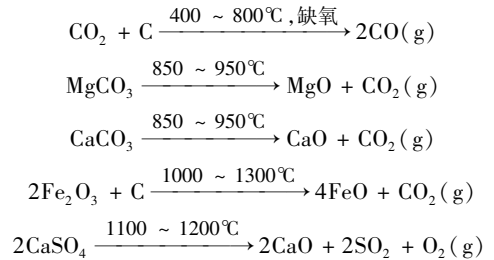 CO₂ + C 400 ~ 800℃,缺氧→ 2CO(g)
MgCO₃ 850 ~ 950℃→ MgO + CO₂(g)
CaCO₃ 850 ~ 950℃→ CaO + CO₂(g)
2Fe₂O₃ + C 1000 ~ 1300℃→ 4FeO + CO₂(g)
2CaSO₄ 1100 ~ 1200℃→ 2CaO + 2SO₂ + O₂(g)